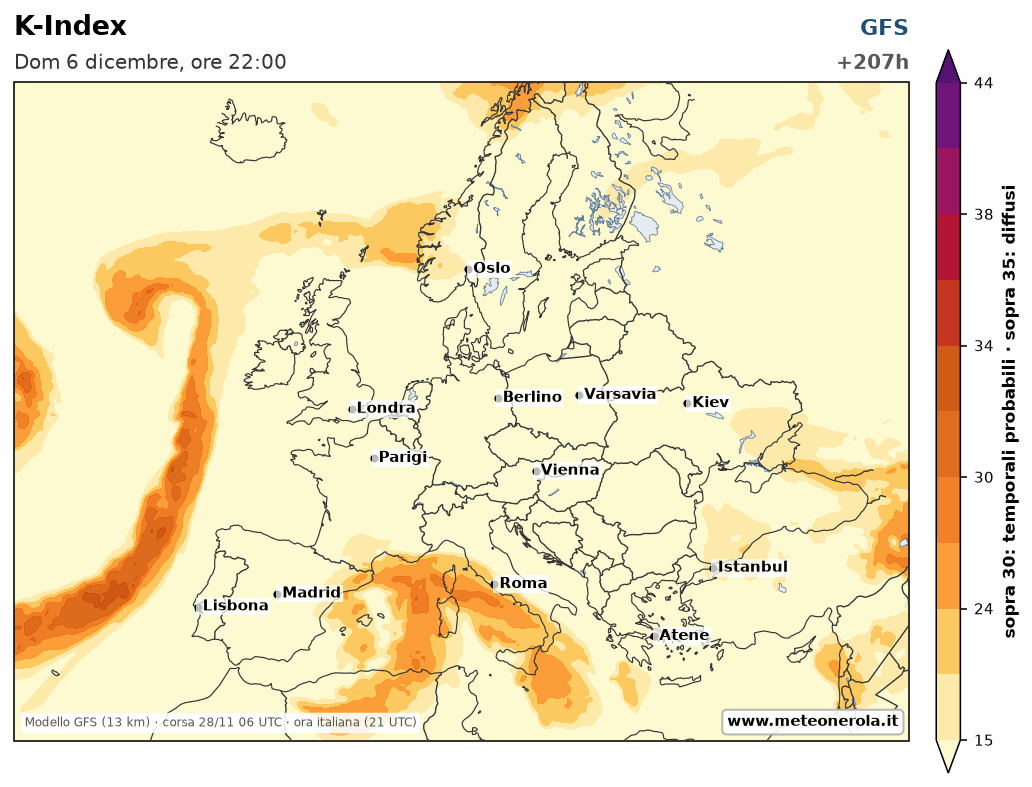 K-Index
GFS
Dom 6 dicembre, ore 22:00
+207h
44
38
34
30
24
15
sopra 30: temporali probabili · sopra 35: diffusi
Oslo
Berlino
Varsavia
Kiev
Londra
Parigi
Vienna
Istanbul
Roma
Madrid
Lisbona
Atene
Modello GFS (13 km) · corsa 28/11 06 UTC · ora italiana (21 UTC)
www.meteonerola.it